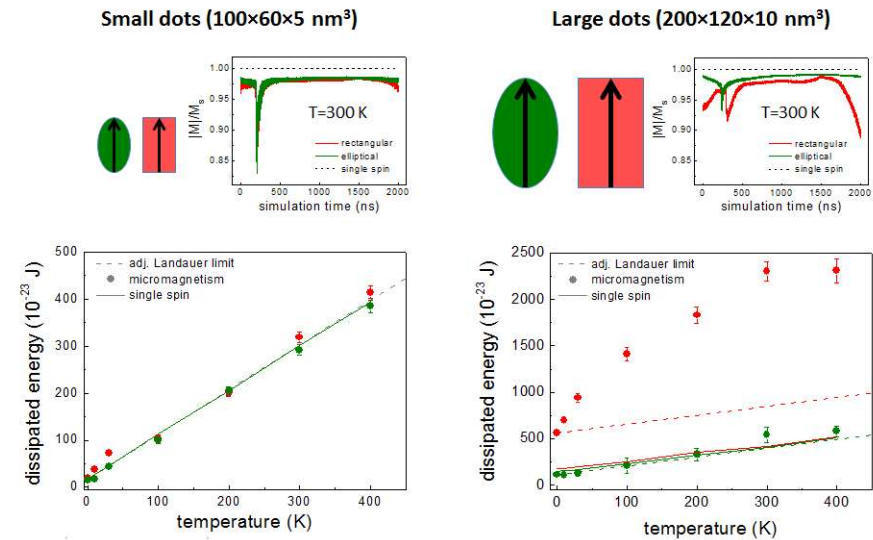 Small dots (100×60×5 nm³)
Large dots (200×120×10 nm³)
1.00
0.95
0.90
0.85
|M|/Mₛ
T=300 K
rectangular
elliptical
single spin
0 500 1000 1500 2000
simulation time (ns)
1.00
0.95
0.90
0.85
|M|/Mₛ
T=300 K
rectangular
elliptical
single spin
0 500 1000 1500 2000
simulation time (ns)
500
400
300
200
100
0
dissipated energy (10⁻²³ J)
adj. Landauer limit
micromagnetism
single spin
0 100 200 300 400
temperature (K)
2500
2000
1500
1000
500
0
dissipated energy (10⁻²³ J)
adj. Landauer limit
micromagnetism
single spin
0 100 200 300 400
temperature (K)